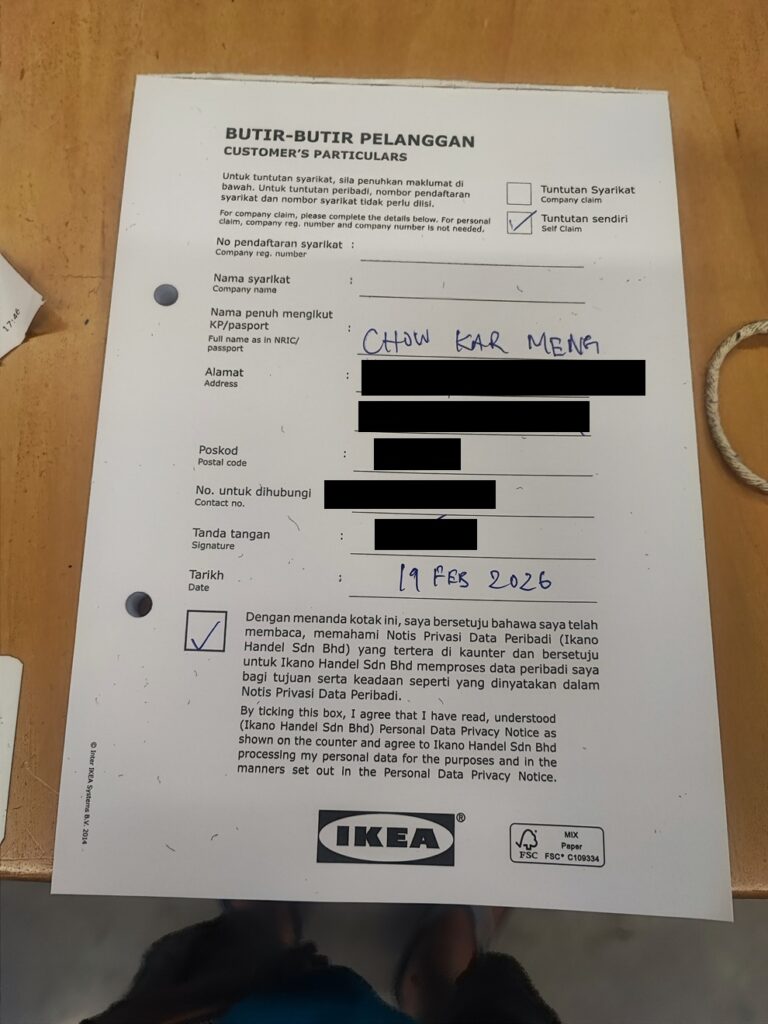 BUTIR-BUTIR PELANGGAN
CUSTOMER'S PARTICULARS
Untuk tuntutan syarikat, sila penuhkan maklumat di
bawah. Untuk tuntutan peribadi, nombor pendaftaran
syarikat dan nombor syarikat tidak perlu diisi.
For company claim, please complete the details below. For personal
claim, company reg. number and company number is not needed.
Tuntutan Syarikat
Company claim
Tuntutan sendiri
Self Claim
No pendaftaran syarikat :
Company reg. number
Nama syarikat :
Company name
Nama penuh mengikut
KP/pasport :
Full name as in NRIC/
passport
CHOW KAR MENG
Alamat :
Address
Poskod :
Postal code
No. untuk dihubungi
Contact no.
Tanda tangan :
Signature
Tarikh : 19 FEB 2026
Date
Dengan menanda kotak ini, saya bersetuju bahawa saya telah
membaca, memahami Notis Privasi Data Peribadi (Ikano
Handel Sdn Bhd) yang tertera di kaunter dan bersetuju
untuk Ikano Handel Sdn Bhd memproses data peribadi saya
bagi tujuan serta keadaan seperti yang dinyatakan dalam
Notis Privasi Data Peribadi.
By ticking this box, I agree that I have read, understood
(Ikano Handel Sdn Bhd) Personal Data Privacy Notice as
shown on the counter and agree to Ikano Handel Sdn Bhd
processing my personal data for the purposes and in the
manners set out in the Personal Data Privacy Notice.
© Inter IKEA Systems B.V. 2014
IKEA®
FSC
MIX
Paper
FSC® C109334
17:46